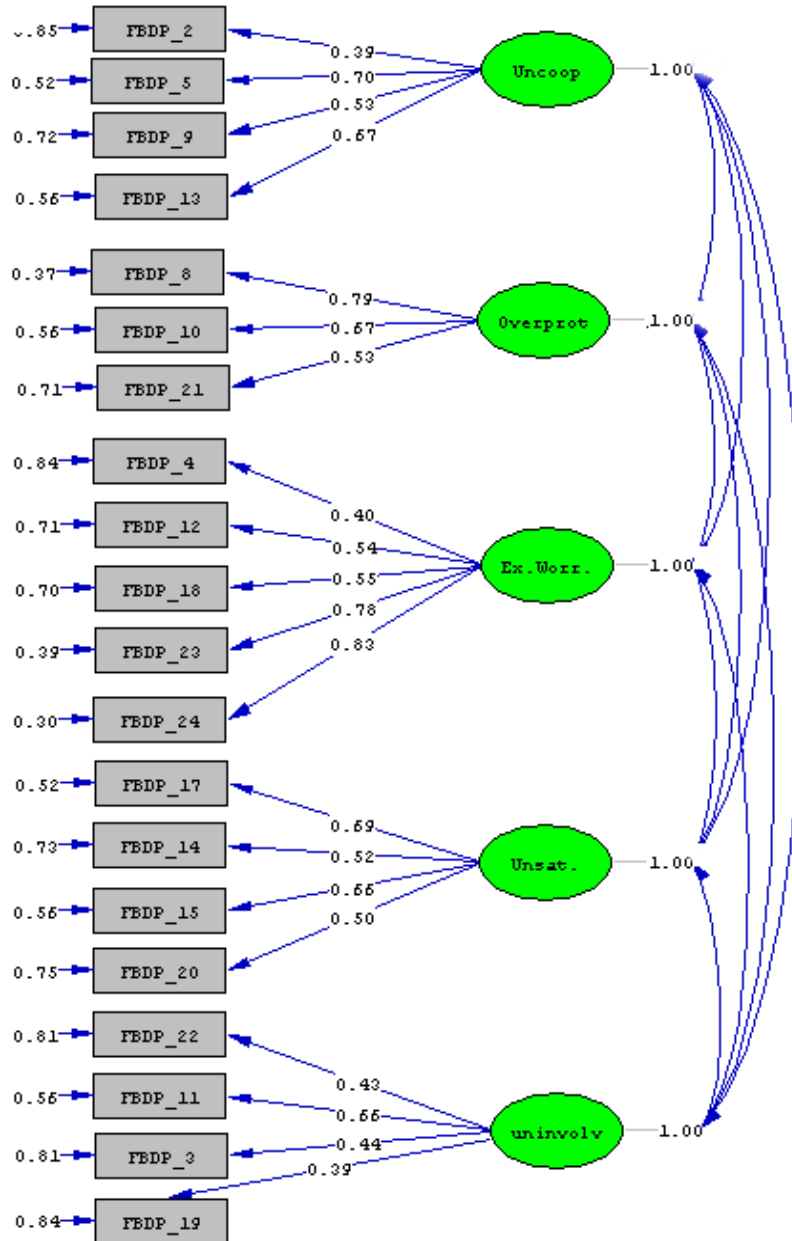 .85 FBDP_2 0.39
0.52 FBDP_5 0.70 Uncoop 1.00
0.72 FBDP_9 0.53
0.56 FBDP_13 0.67
0.37 FBDP_8 0.79
0.56 FBDP_10 0.67 Overprot 1.00
0.71 FBDP_21 0.53
0.84 FBDP_4 0.40
0.71 FBDP_12 0.54
0.70 FBDP_18 0.55 Ex.Worr. 1.00
0.39 FBDP_23 0.78
0.30 FBDP_24 0.83
0.52 FBDP_17 0.69
0.73 FBDP_14 0.52 Unsat. 1.00
0.56 FBDP_15 0.66
0.75 FBDP_20 0.50
0.81 FBDP_22 0.43
0.56 FBDP_11 0.66 uninvolv 1.00
0.81 FBDP_3 0.44
0.84 FBDP_19 0.39